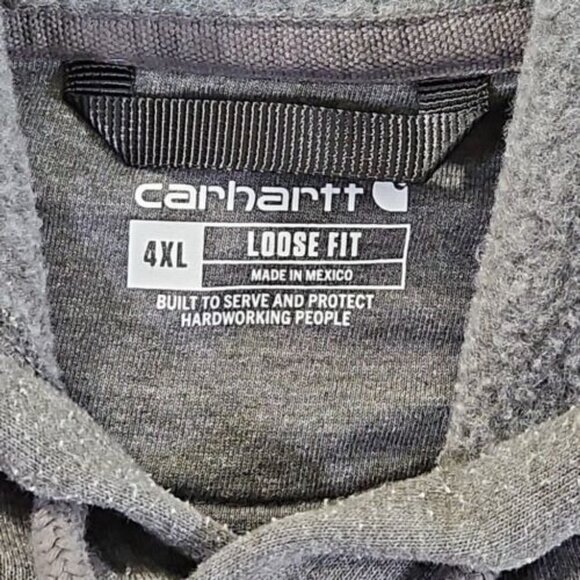 carhartt
4XL LOOSE FIT
MADE IN MEXICO
BUILT TO SERVE AND PROTECT
HARDWORKING PEOPLE